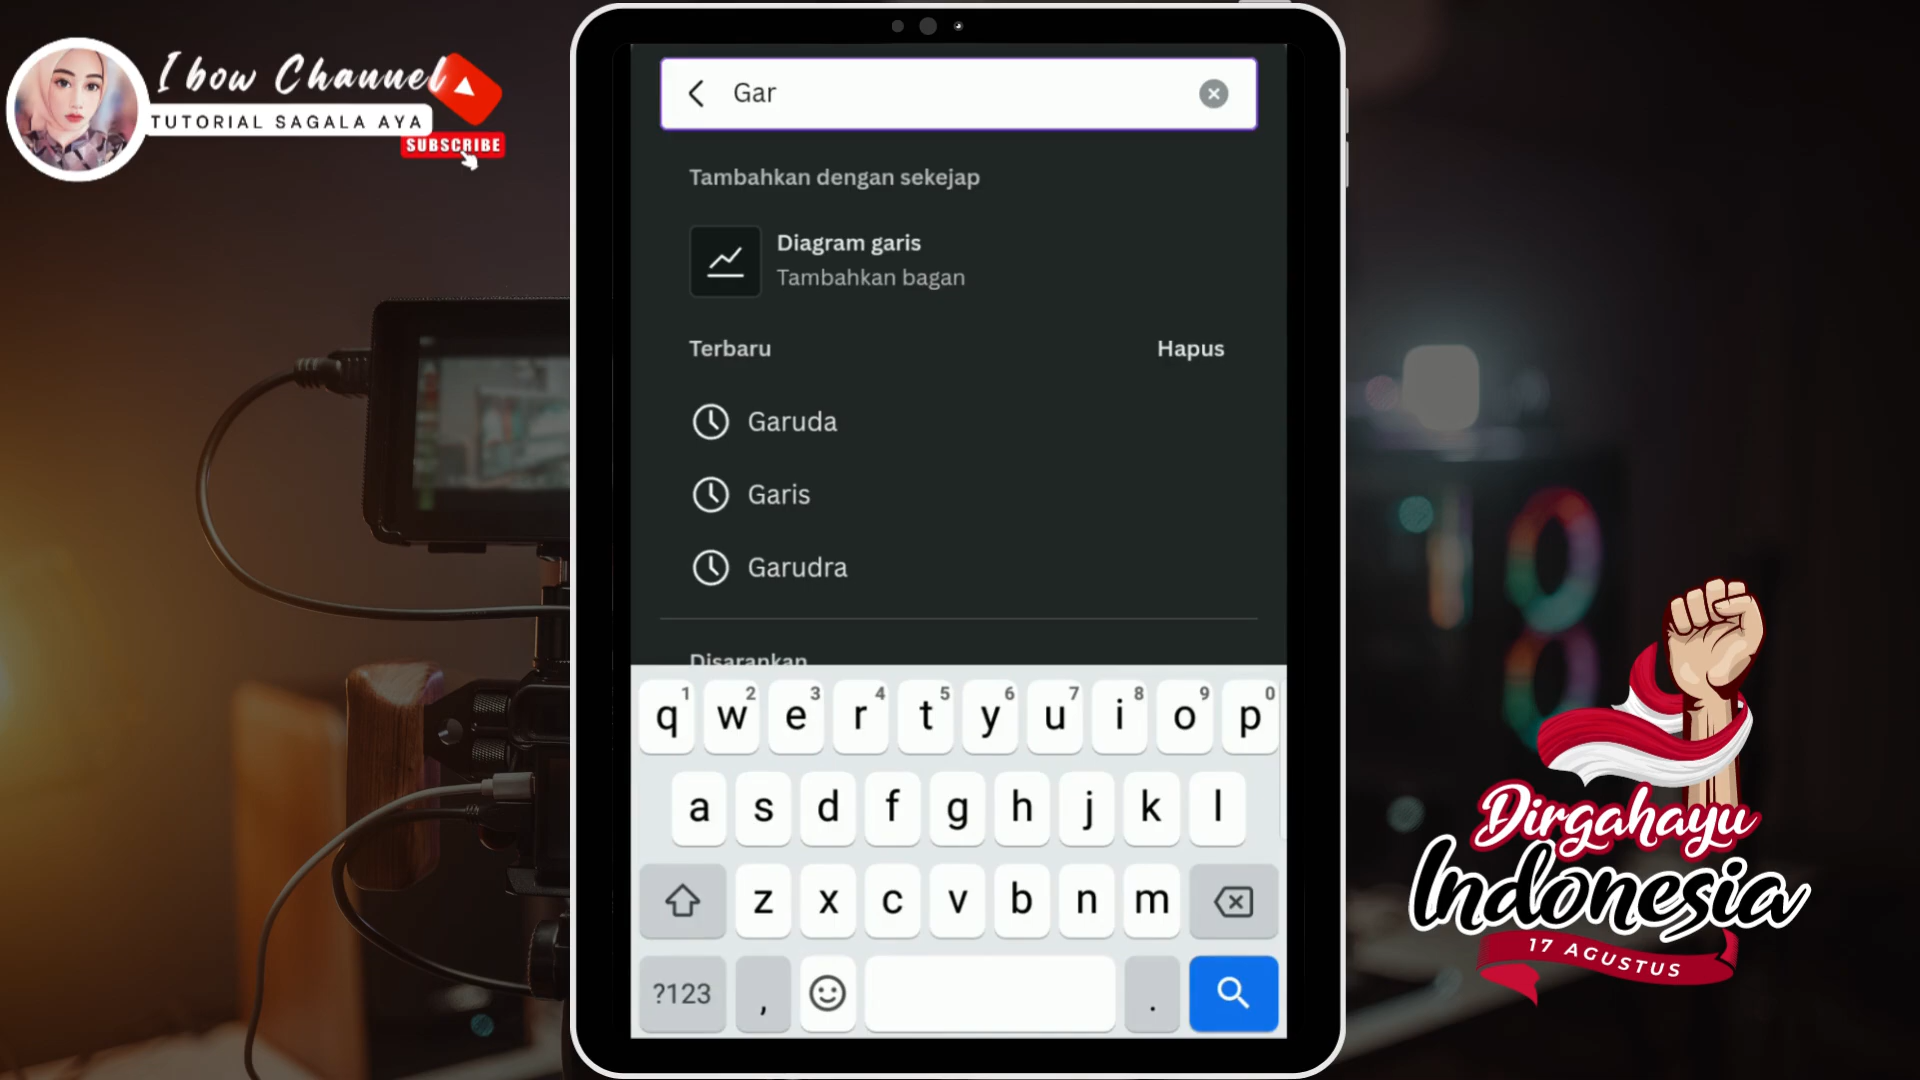 I bow Channel
TUTORIAL SAGALA AYA
SUBSCRIBE
Gar
Tambahkan dengan sekejap
Diagram garis
Tambahkan bagan
Terbaru
Hapus
Garuda
Garis
Garudra
Disarankan
1 2 3 4 5 6 7 8 9 0
q w e r t y u i o p
a s d f g h j k l
z x c v b n m
?123 , .
Dirgahayu
Indonesia
17 AGUSTUS